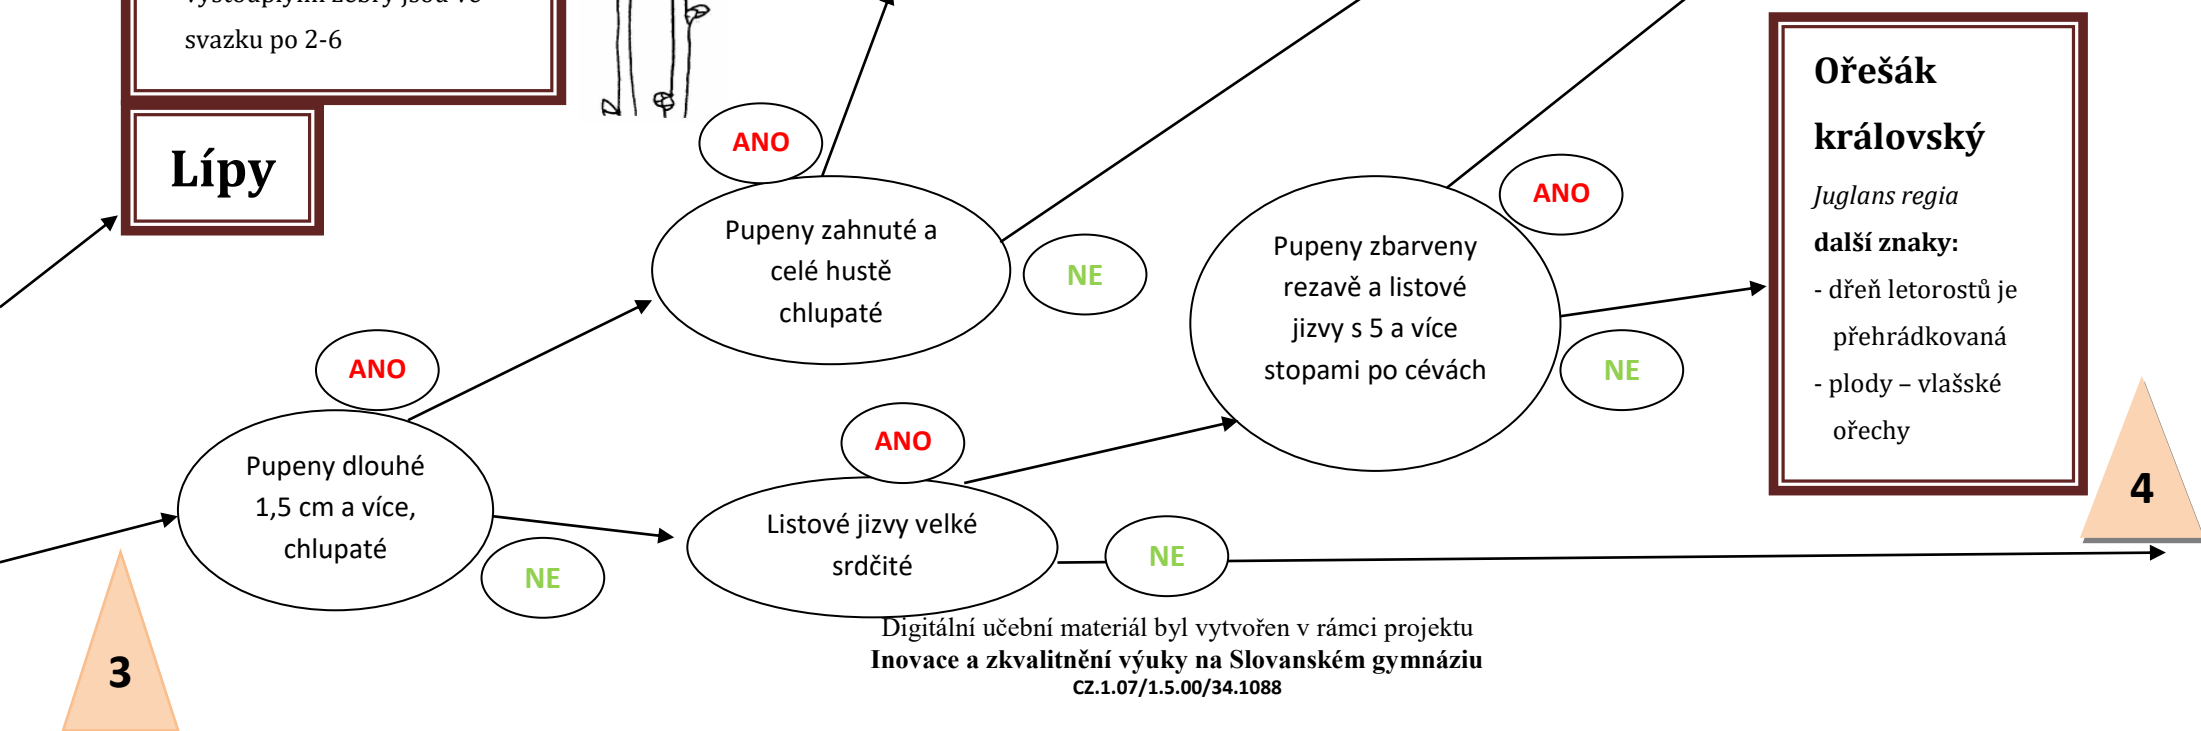 svazku po 2-6
Lípy
ANO
Pupeny zahnuté a
celé hustě
chlupaté
NE
ANO
Pupeny dlouhé
1,5 cm a více,
chlupaté
NE
ANO
Listové jizvy velké
srdčité
NE
ANO
Pupeny zbarveny
rezavě a listové
jizvy s 5 a více
stopami po cévách
NE
Ořešák
královský
Juglans regia
další znaky:
- dřeň letorostů je
přehrádkovaná
- plody – vlašské
ořechy
4
3
Digitální učební materiál byl vytvořen v rámci projektu
Inovace a zkvalitnění výuky na Slovanském gymnáziu
CZ.1.07/1.5.00/34.1088